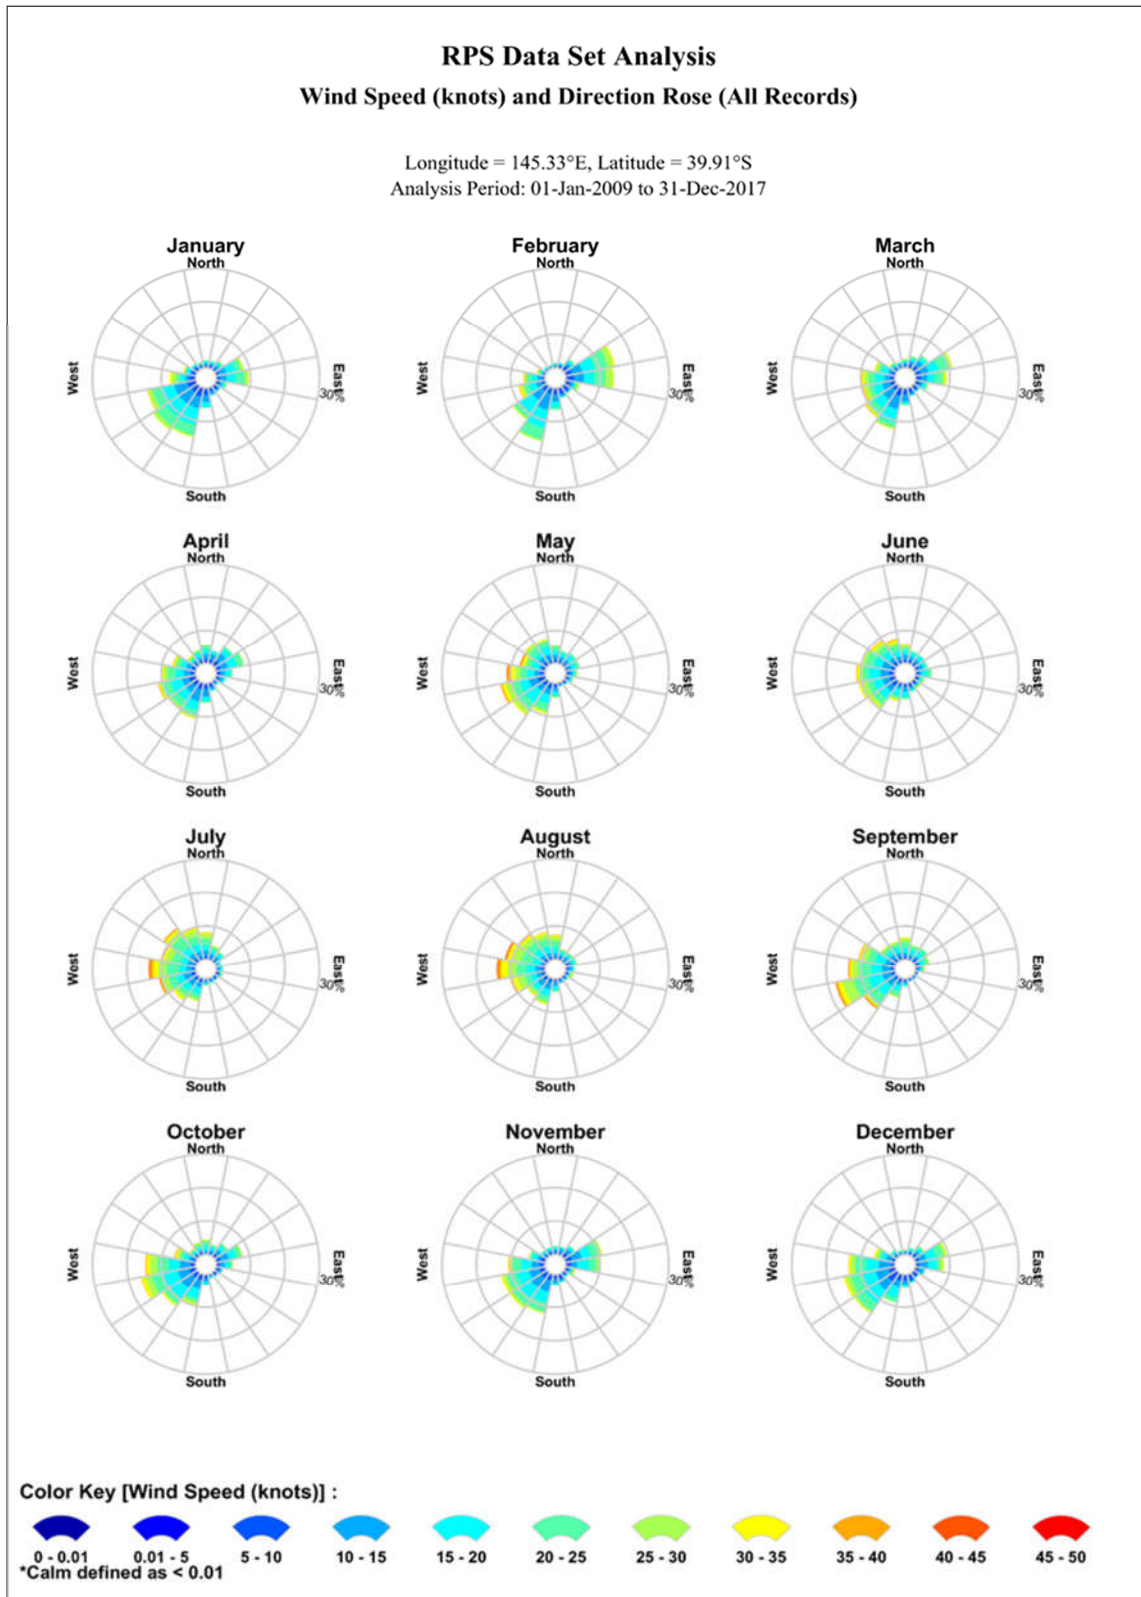 RPS Data Set Analysis
Wind Speed (knots) and Direction Rose (All Records)
Longitude = 145.33°E, Latitude = 39.91°S
Analysis Period: 01-Jan-2009 to 31-Dec-2017
January February March
North North North
West East West East West East
30% 30% 30%
South South South
April May June
North North North
West East West East West East
30% 30% 30%
South South South
July August September
North North North
West East West East West East
30% 30% 30%
South South South
October November December
North North North
West East West East West East
30% 30% 30%
South South South
Color Key [Wind Speed (knots)] :
0 - 0.01 0.01 - 5 5 - 10 10 - 15 15 - 20 20 - 25 25 - 30 30 - 35 35 - 40 40 - 45 45 - 50
*Calm defined as < 0.01